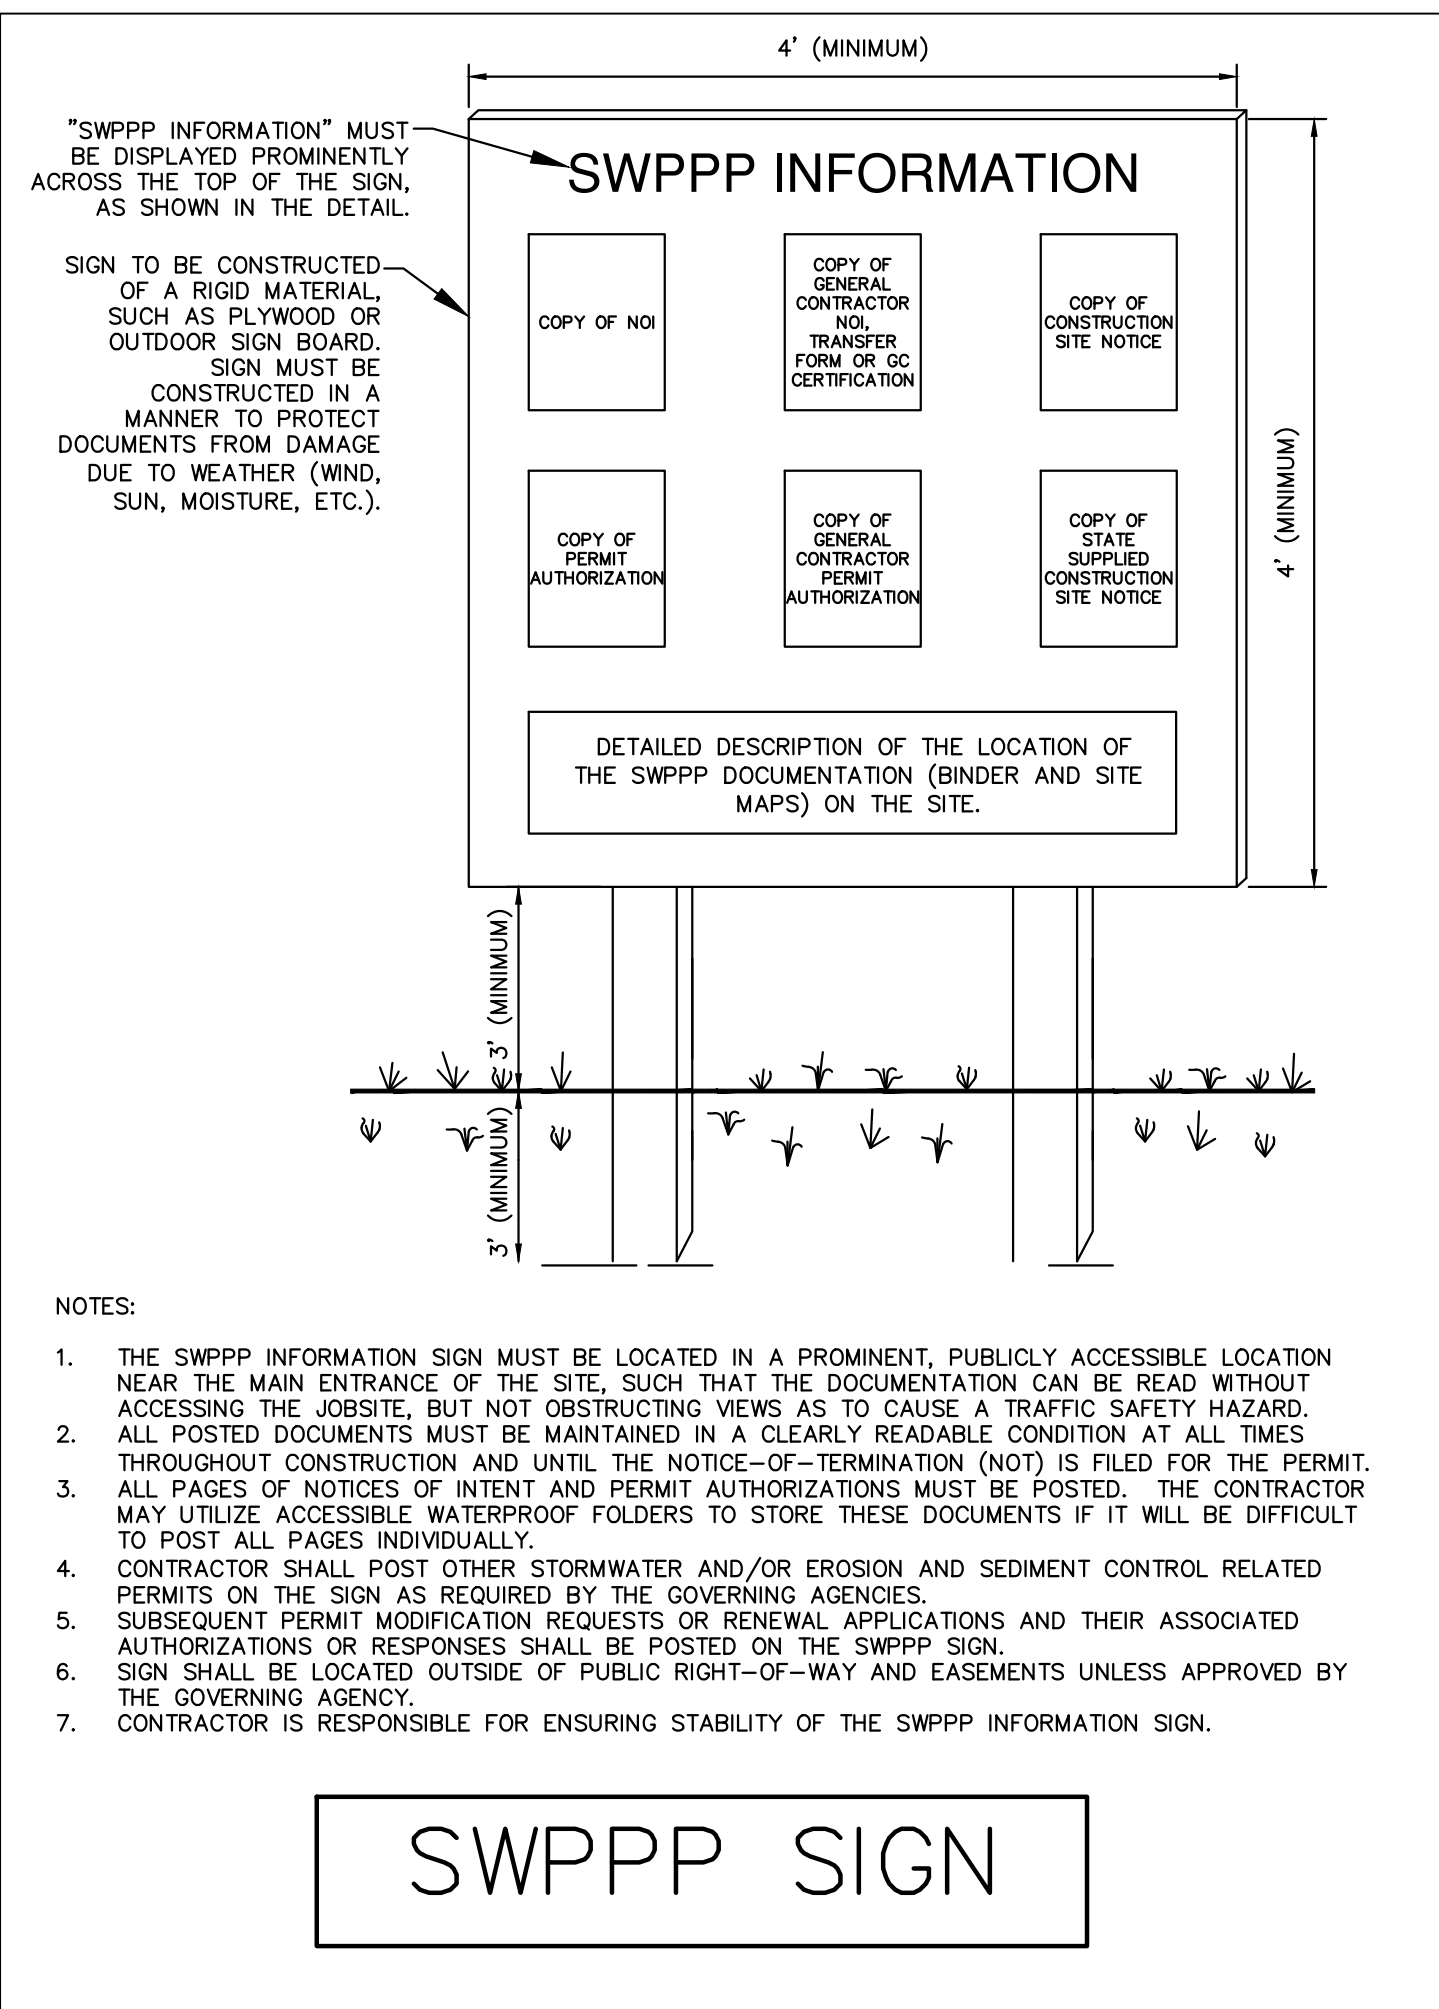 4' (MINIMUM)
"SWPPP INFORMATION" MUST
BE DISPLAYED PROMINENTLY
ACROSS THE TOP OF THE SIGN,
AS SHOWN IN THE DETAIL.
SIGN TO BE CONSTRUCTED
OF A RIGID MATERIAL,
SUCH AS PLYWOOD OR
OUTDOOR SIGN BOARD.
SIGN MUST BE
CONSTRUCTED IN A
MANNER TO PROTECT
DOCUMENTS FROM DAMAGE
DUE TO WEATHER (WIND,
SUN, MOISTURE, ETC.).
SWPPP INFORMATION
COPY OF NOI
COPY OF
GENERAL
CONTRACTOR
NOI,
TRANSFER
FORM OR GC
CERTIFICATION
COPY OF
CONSTRUCTION
SITE NOTICE
COPY OF
PERMIT
AUTHORIZATION
COPY OF
GENERAL
CONTRACTOR
PERMIT
AUTHORIZATION
COPY OF
STATE
SUPPLIED
CONSTRUCTION
SITE NOTICE
4' (MINIMUM)
DETAILED DESCRIPTION OF THE LOCATION OF
THE SWPPP DOCUMENTATION (BINDER AND SITE
MAPS) ON THE SITE.
3' (MINIMUM)
3' (MINIMUM)
NOTES:
1. THE SWPPP INFORMATION SIGN MUST BE LOCATED IN A PROMINENT, PUBLICLY ACCESSIBLE LOCATION
NEAR THE MAIN ENTRANCE OF THE SITE, SUCH THAT THE DOCUMENTATION CAN BE READ WITHOUT
ACCESSING THE JOBSITE, BUT NOT OBSTRUCTING VIEWS AS TO CAUSE A TRAFFIC SAFETY HAZARD.
2. ALL POSTED DOCUMENTS MUST BE MAINTAINED IN A CLEARLY READABLE CONDITION AT ALL TIMES
THROUGHOUT CONSTRUCTION AND UNTIL THE NOTICE-OF-TERMINATION (NOT) IS FILED FOR THE PERMIT.
3. ALL PAGES OF NOTICES OF INTENT AND PERMIT AUTHORIZATIONS MUST BE POSTED. THE CONTRACTOR
MAY UTILIZE ACCESSIBLE WATERPROOF FOLDERS TO STORE THESE DOCUMENTS IF IT WILL BE DIFFICULT
TO POST ALL PAGES INDIVIDUALLY.
4. CONTRACTOR SHALL POST OTHER STORMWATER AND/OR EROSION AND SEDIMENT CONTROL RELATED
PERMITS ON THE SIGN AS REQUIRED BY THE GOVERNING AGENCIES.
5. SUBSEQUENT PERMIT MODIFICATION REQUESTS OR RENEWAL APPLICATIONS AND THEIR ASSOCIATED
AUTHORIZATIONS OR RESPONSES SHALL BE POSTED ON THE SWPPP SIGN.
6. SIGN SHALL BE LOCATED OUTSIDE OF PUBLIC RIGHT-OF-WAY AND EASEMENTS UNLESS APPROVED BY
THE GOVERNING AGENCY.
7. CONTRACTOR IS RESPONSIBLE FOR ENSURING STABILITY OF THE SWPPP INFORMATION SIGN.
SWPPP SIGN